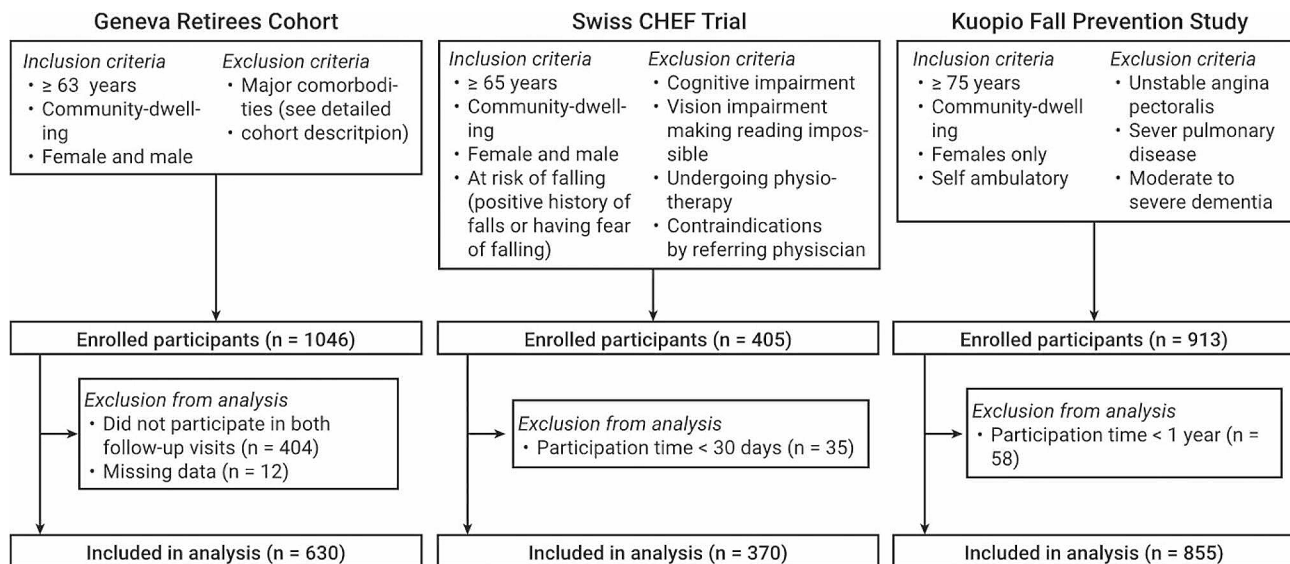 Geneva Retirees Cohort
Inclusion criteria
• ≥ 63 years
• Community-dwell-
ing
• Female and male
Exclusion criteria
• Major comorbodi-
ties (see detailed
• cohort descritpion)
Enrolled participants (n = 1046)
Exclusion from analysis
• Did not participate in both
follow-up visits (n = 404)
• Missing data (n = 12)
Included in analysis (n = 630)
Swiss CHEF Trial
Inclusion criteria
• ≥ 65 years
• Community-dwell-
ing
• Female and male
• At risk of falling
(positive history of
falls or having fear
of falling)
Exclusion criteria
• Cognitive impairment
• Vision impairment
making reading impos-
sible
• Undergoing physio-
therapy
• Contraindications
by referring physiscian
Enrolled participants (n = 405)
Exclusion from analysis
• Participation time < 30 days (n = 35)
Included in analysis (n = 370)
Kuopio Fall Prevention Study
Inclusion criteria
• ≥ 75 years
• Community-dwell
ing
• Females only
• Self ambulatory
Exclusion criteria
• Unstable angina
pectoralis
• Sever pulmonary
disease
• Moderate to
severe dementia
Enrolled participants (n = 913)
Exclusion from analysis
• Participation time < 1 year (n =
58)
Included in analysis (n = 855)